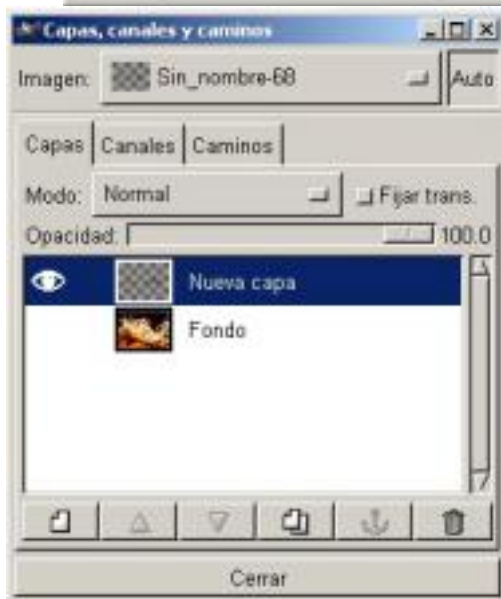 Capas, canales y caminos
Imagen: Sin_nombre-68 Auto
Capas Canales Caminos
Modo: Normal Fijar trans.
Opacidad: 100.0
Nueva capa
Fondo
Cerrar